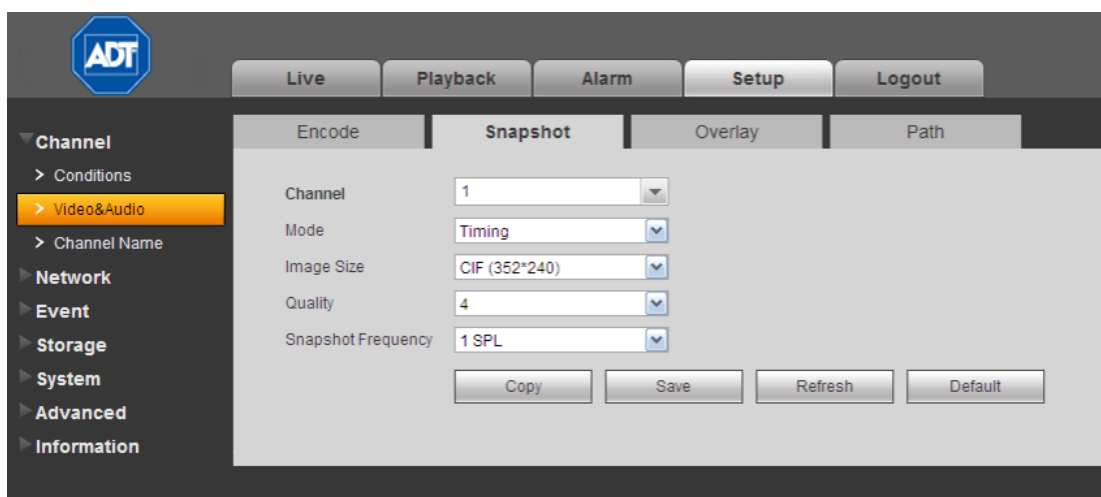 ADT
Live Playback Alarm Setup Logout
Channel
> Conditions
> Video&Audio
> Channel Name
Network
Event
Storage
System
Advanced
Information
Encode Snapshot Overlay Path
Channel 1
Mode Timing
Image Size CIF (352*240)
Quality 4
Snapshot Frequency 1 SPL
Copy Save Refresh Default